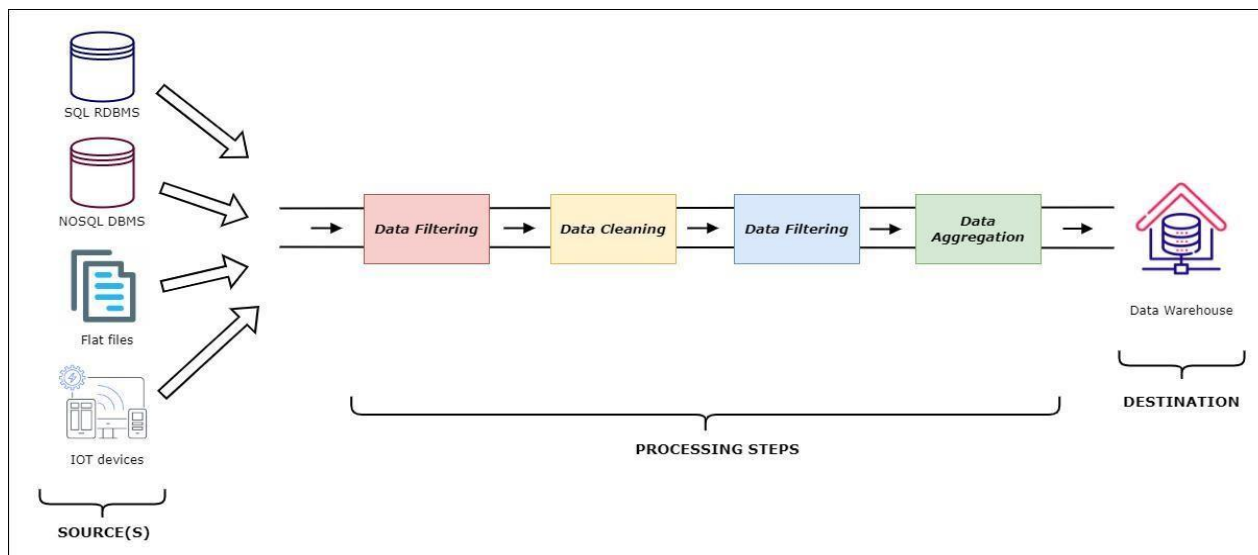 SQL RDBMS
NOSQL DBMS
Flat files
IOT devices
SOURCE(S)
Data Filtering
Data Cleaning
Data Filtering
Data
Aggregation
PROCESSING STEPS
Data Warehouse
DESTINATION